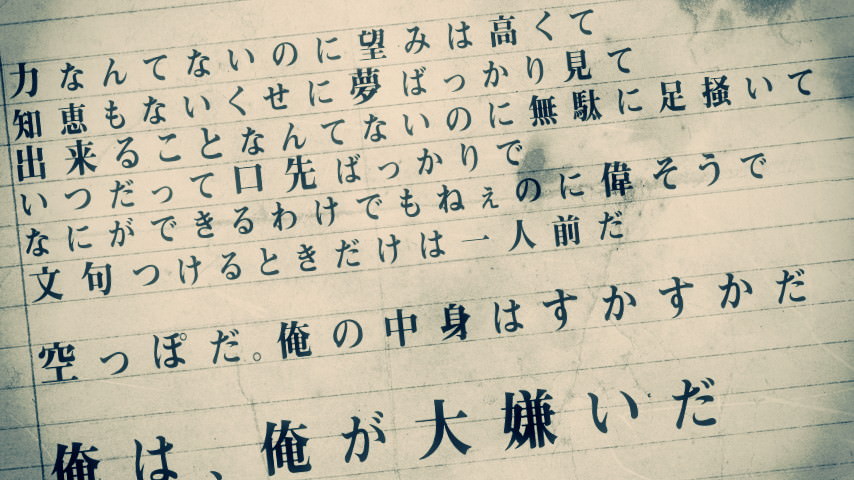 力なんてないのに望みは高くて
知恵もないくせに夢ばっかり見て
出来ることなんてないのに無駄に足掻いて
いつだって口先ばっかりで
なにができるわけでもねぇのに偉そうで
文句つけるときだけは一人前だ
空っぽだ。俺の中身はすかすかだ
俺は、俺が大嫌いだ